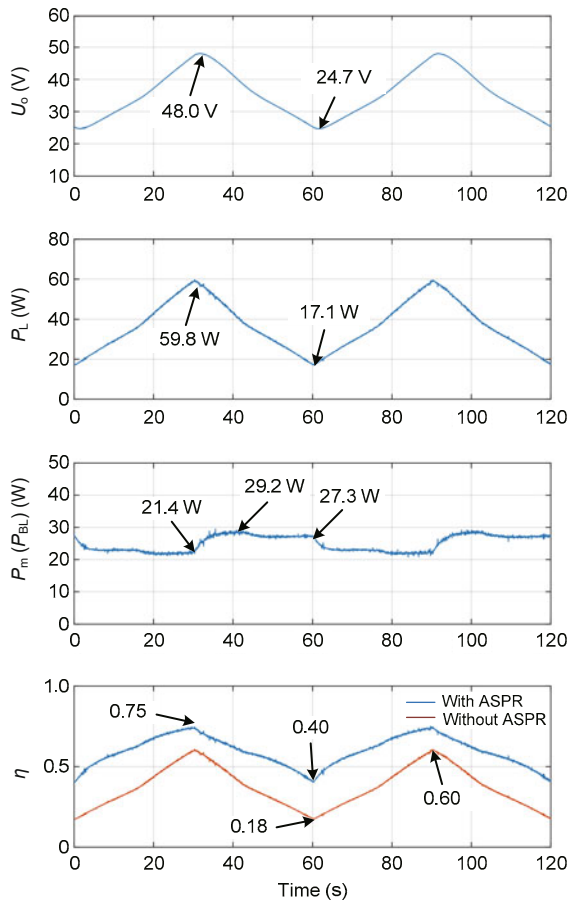 60
50
40
30
20
10
Uo (V)
48.0 V
24.7 V
0 20 40 60 80 100 120
80
60
40
20
0
PL (W)
59.8 W
17.1 W
0 20 40 60 80 100 120
50
40
30
20
10
0
Pm (PBL) (W)
21.4 W
29.2 W
27.3 W
0 20 40 60 80 100 120
1.0
0.5
0
η
0.75
0.40
0.18
0.60
With ASPR
Without ASPR
0 20 40 60 80 100 120
Time (s)